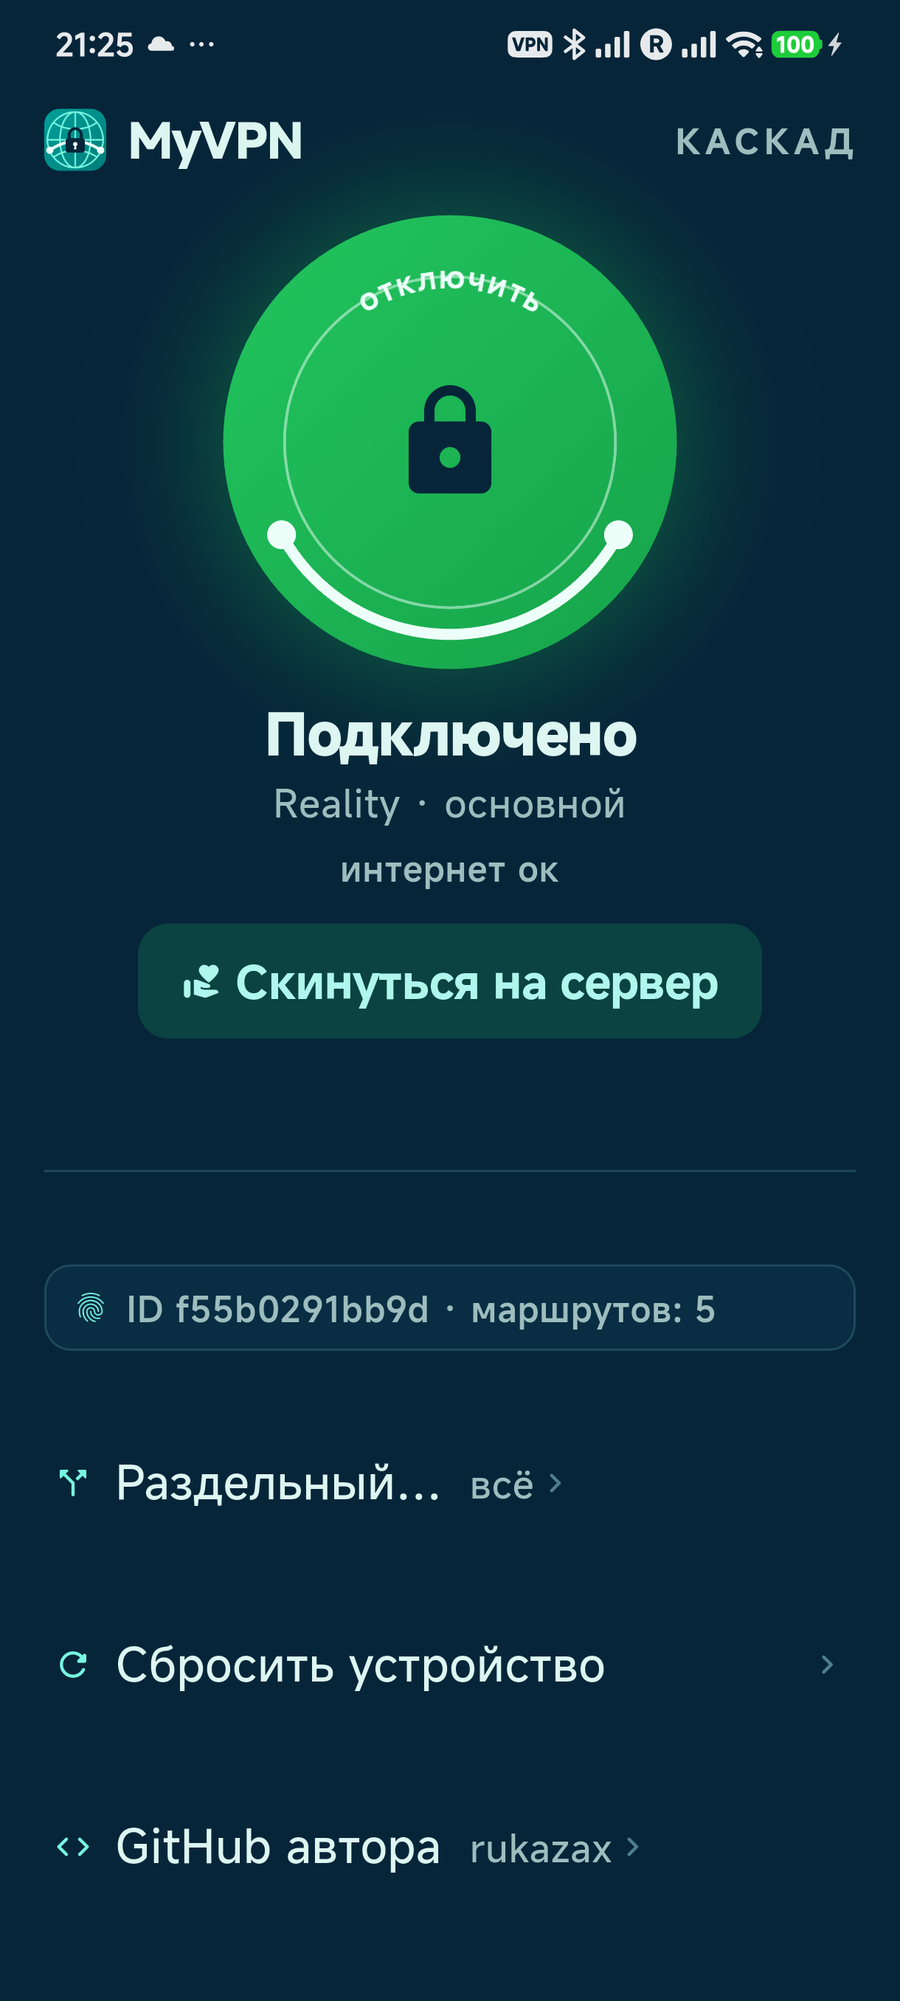 21:25 VPN R 100
MyVPN КАСКАД
отключить
Подключено
Reality · основной
интернет ок
Скинуться на сервер
ID f55b0291bb9d · маршрутов: 5
Раздельный... всё
Сбросить устройство
GitHub автора rukazax